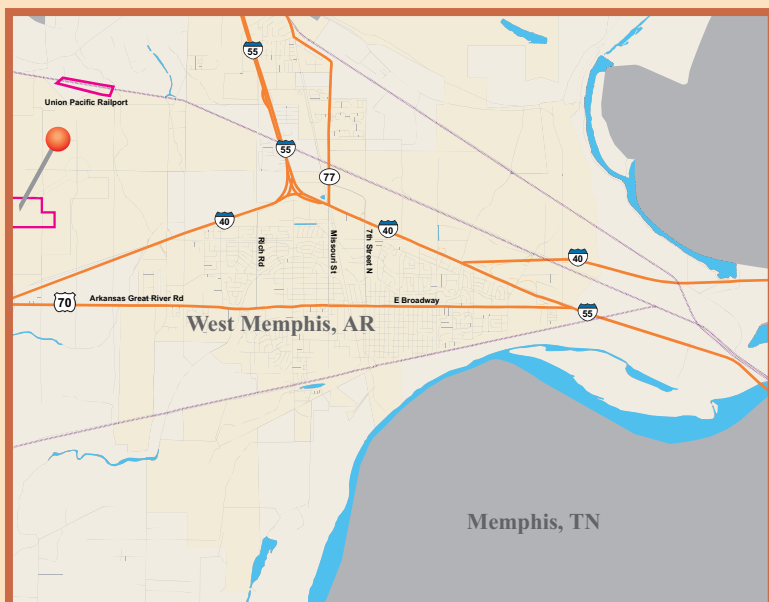 55
Union Pacific Railport
55
77
40
40
Rich Rd
Missouri St
7th Street N
40
70
Arkansas Great River Rd
E Broadway
55
West Memphis, AR
Memphis, TN